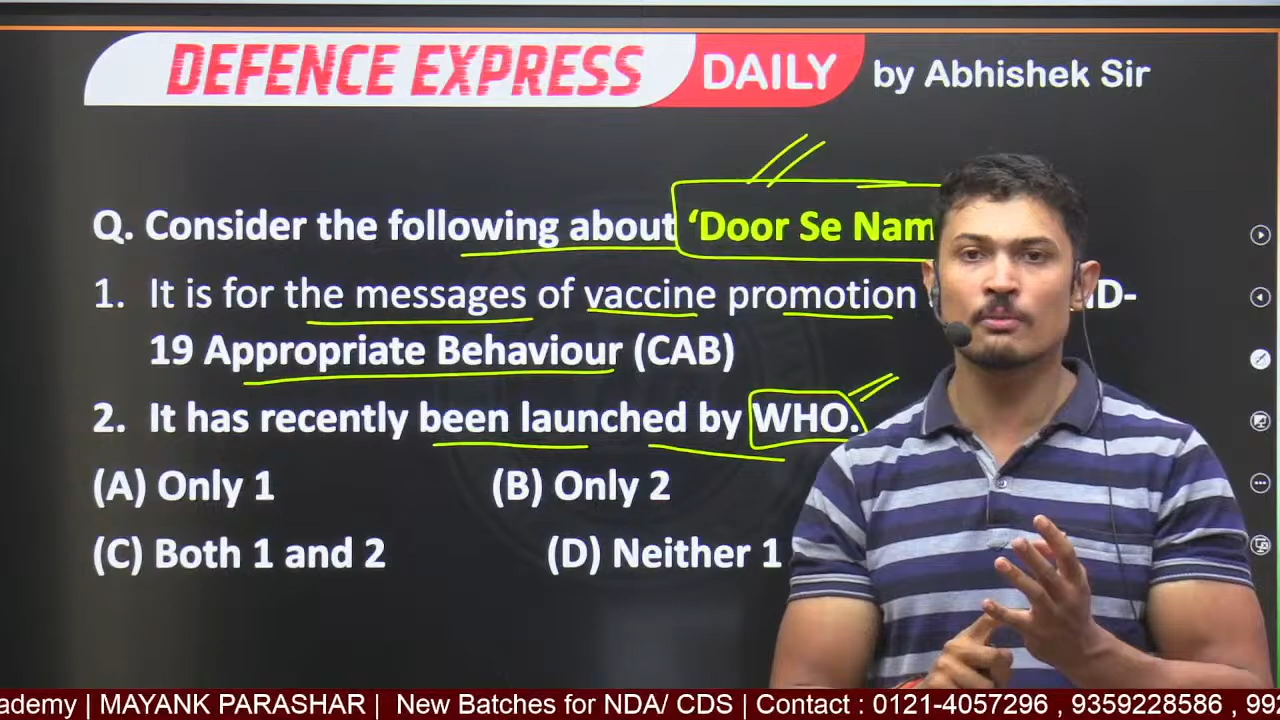 DEFENCE EXPRESS DAILY by Abhishek Sir
Q. Consider the following about 'Door Se Nam
1. It is for the messages of vaccine promotion ID-
19 Appropriate Behaviour (CAB)
2. It has recently been launched by WHO.
(A) Only 1 (B) Only 2
(C) Both 1 and 2 (D) Neither 1
ademy | MAYANK PARASHAR | New Batches for NDA/ CDS | Contact : 0121-4057296 , 9359228586 , 992